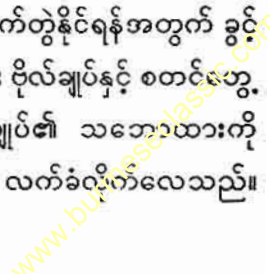 က်တွဲနိုင်ရန်အတွက် ခွင့်
ဗိုလ်ချုပ်နှင့် စတင်တွေ့
ချုပ်၏ သဘောထားကို
လက်ခံလိုက်လေသည်။
www.burmeseclassic.com